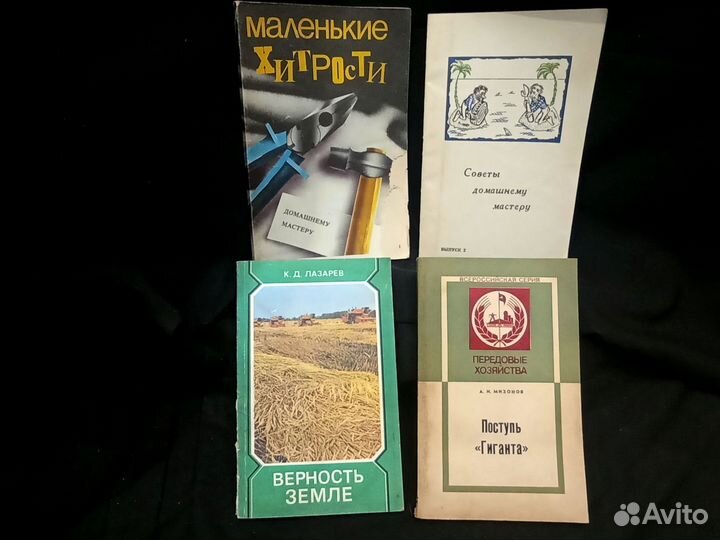 маленькие
хитрости
ДОМАШНЕМУ
МАСТЕРУ
Советы
домашнему
мастеру
ВЫПУСК 2
К. Д. ЛАЗАРЕВ
ВЕРНОСТЬ
ЗЕМЛЕ
ВСЕРОССИЙСКАЯ СЕРИЯ
ПЕРЕДОВЫЕ
ХОЗЯЙСТВА
А. И. МИЗОНОВ
Поступь
«Гиганта»
Avito